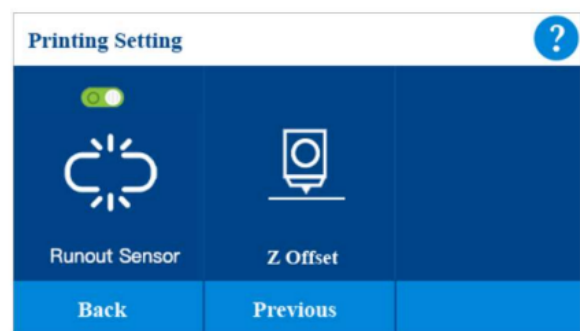 Printing Setting
?
Runout Sensor
Z Offset
Back
Previous